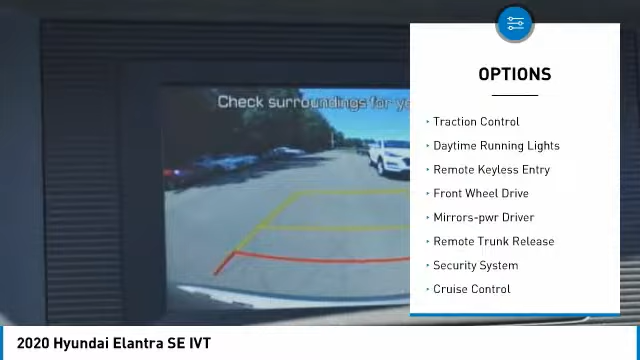 Check surroundings for
OPTIONS
Traction Control
Daytime Running Lights
Remote Keyless Entry
Front Wheel Drive
Mirrors-pwr Driver
Remote Trunk Release
Security System
Cruise Control
2020 Hyundai Elantra SE IVT